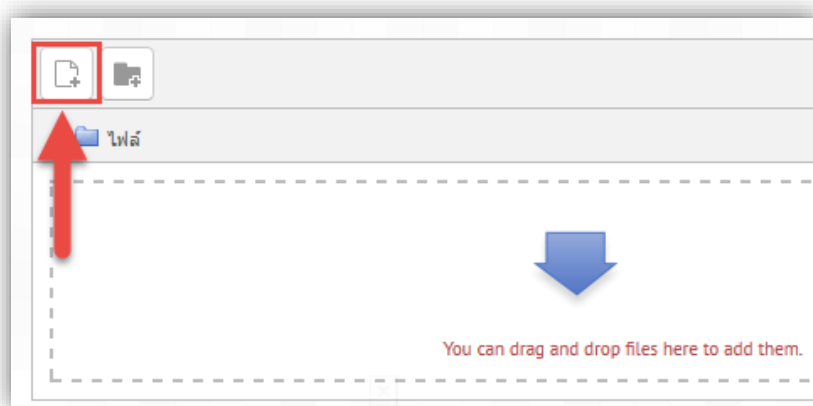 ไฟล์
You can drag and drop files here to add them.